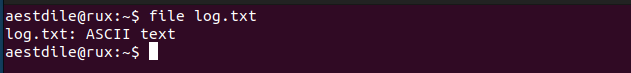 aestdile@rux:~$ file log.txt
log.txt: ASCII text
aestdile@rux:~$